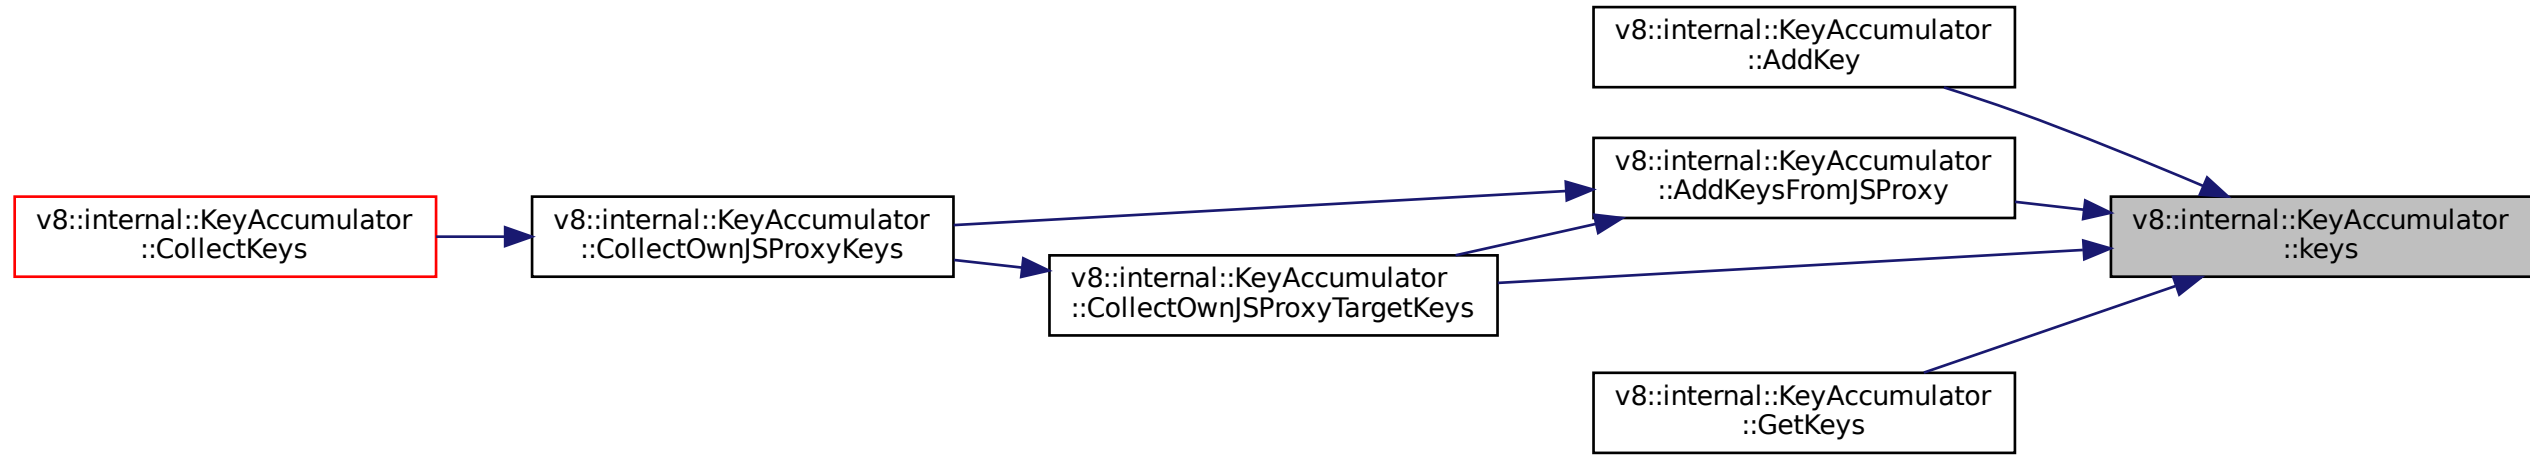 v8::internal::KeyAccumulator
::AddKey
v8::internal::KeyAccumulator
::AddKeysFromJSProxy
v8::internal::KeyAccumulator
::CollectKeys
v8::internal::KeyAccumulator
::CollectOwnJSProxyKeys
v8::internal::KeyAccumulator
::keys
v8::internal::KeyAccumulator
::CollectOwnJSProxyTargetKeys
v8::internal::KeyAccumulator
::GetKeys